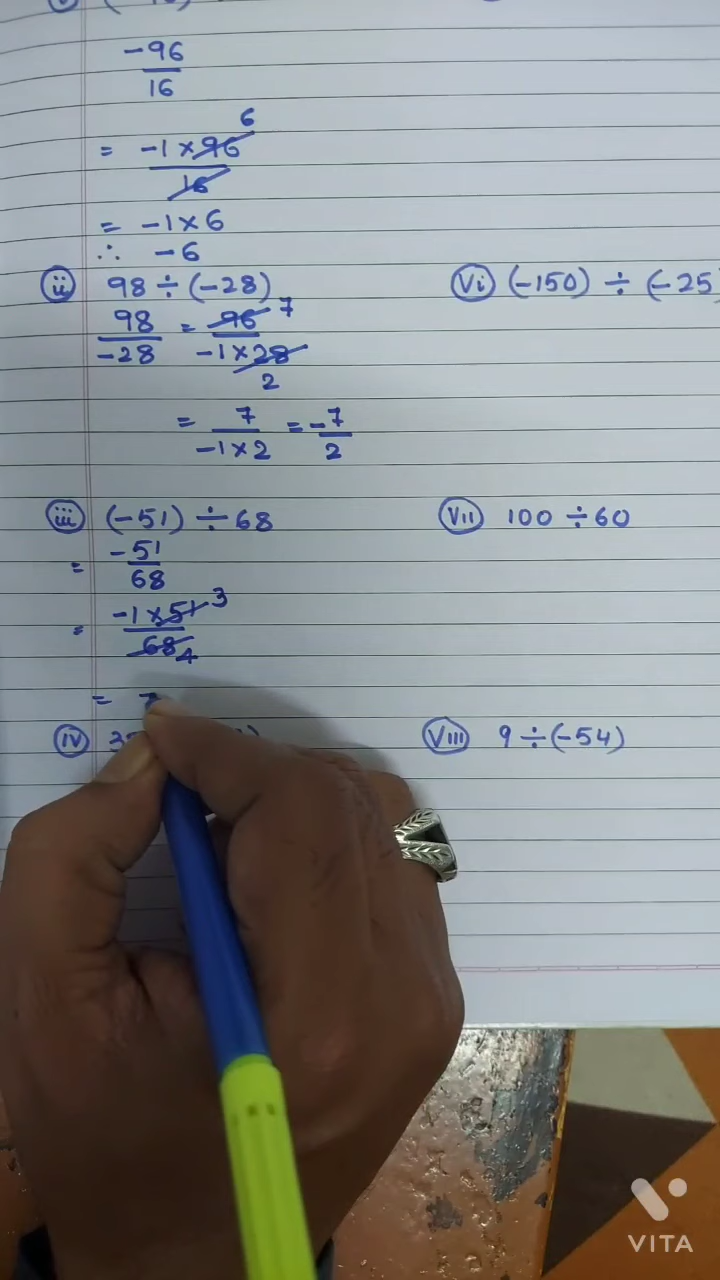 -96
16
= -1 × 96 6
16
= -1 × 6
∴ -6
ii 98 ÷ (-28)
98 = 96 7
-28 -1 × 28
2
= 7 = -7
-1 × 2 2
iii (-51) ÷ 68
= -51
68
= -1 × 51 3
68 4
=
iv
Vi (-150) ÷ (-25
VII 100 ÷ 60
VIII 9 ÷ (-54)
VITA